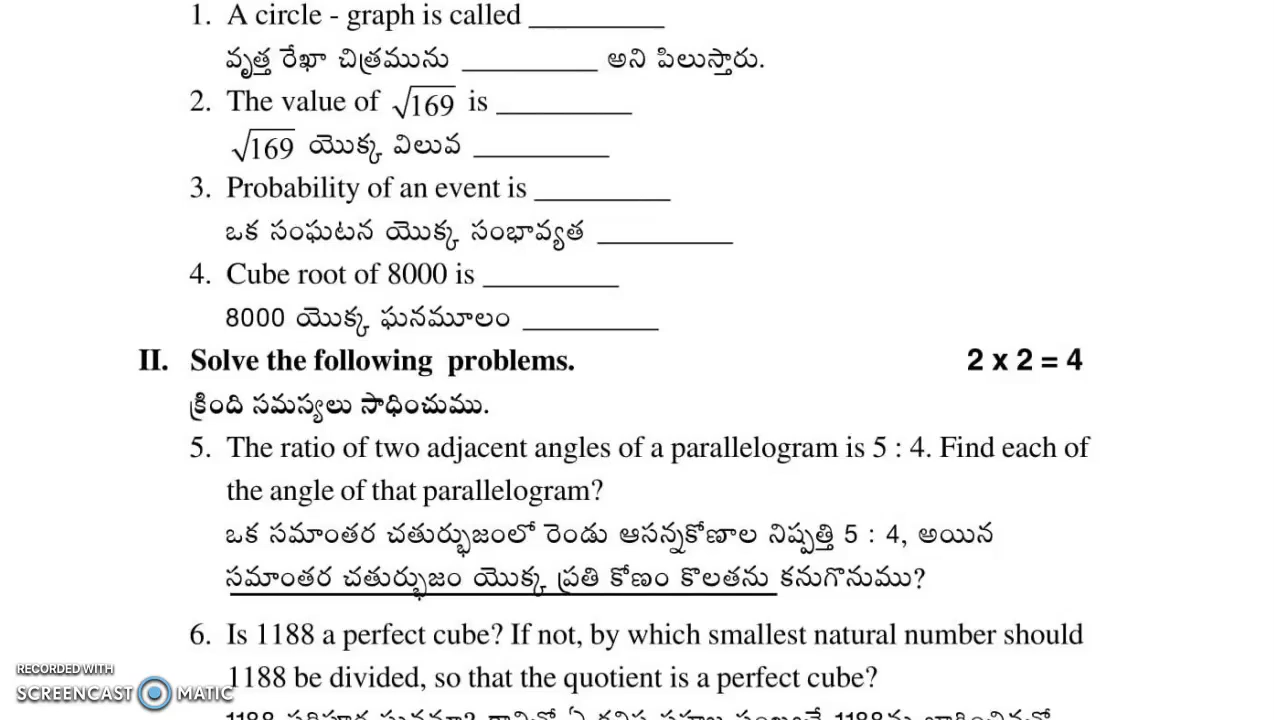 1. A circle - graph is called __________
వృత్త రేఖా చిత్రమును __________ అని పిలుస్తారు.
2. The value of √169 is __________
√169 యొక్క విలువ __________
3. Probability of an event is __________
ఒక సంఘటన యొక్క సంభావ్యత __________
4. Cube root of 8000 is __________
8000 యొక్క ఘనమూలం __________
II. Solve the following problems. 2 x 2 = 4
క్రింది సమస్యలు సాధించుము.
5. The ratio of two adjacent angles of a parallelogram is 5 : 4. Find each of
the angle of that parallelogram?
ఒక సమాంతర చతుర్భుజంలో రెండు ఆసన్నకోణాల నిష్పత్తి 5 : 4, అయిన
సమాంతర చతుర్భుజం యొక్క ప్రతి కోణం కొలతను కనుగొనుము?
6. Is 1188 a perfect cube? If not, by which smallest natural number should
1188 be divided, so that the quotient is a perfect cube?
RECORDED WITH
SCREENCAST MATIC